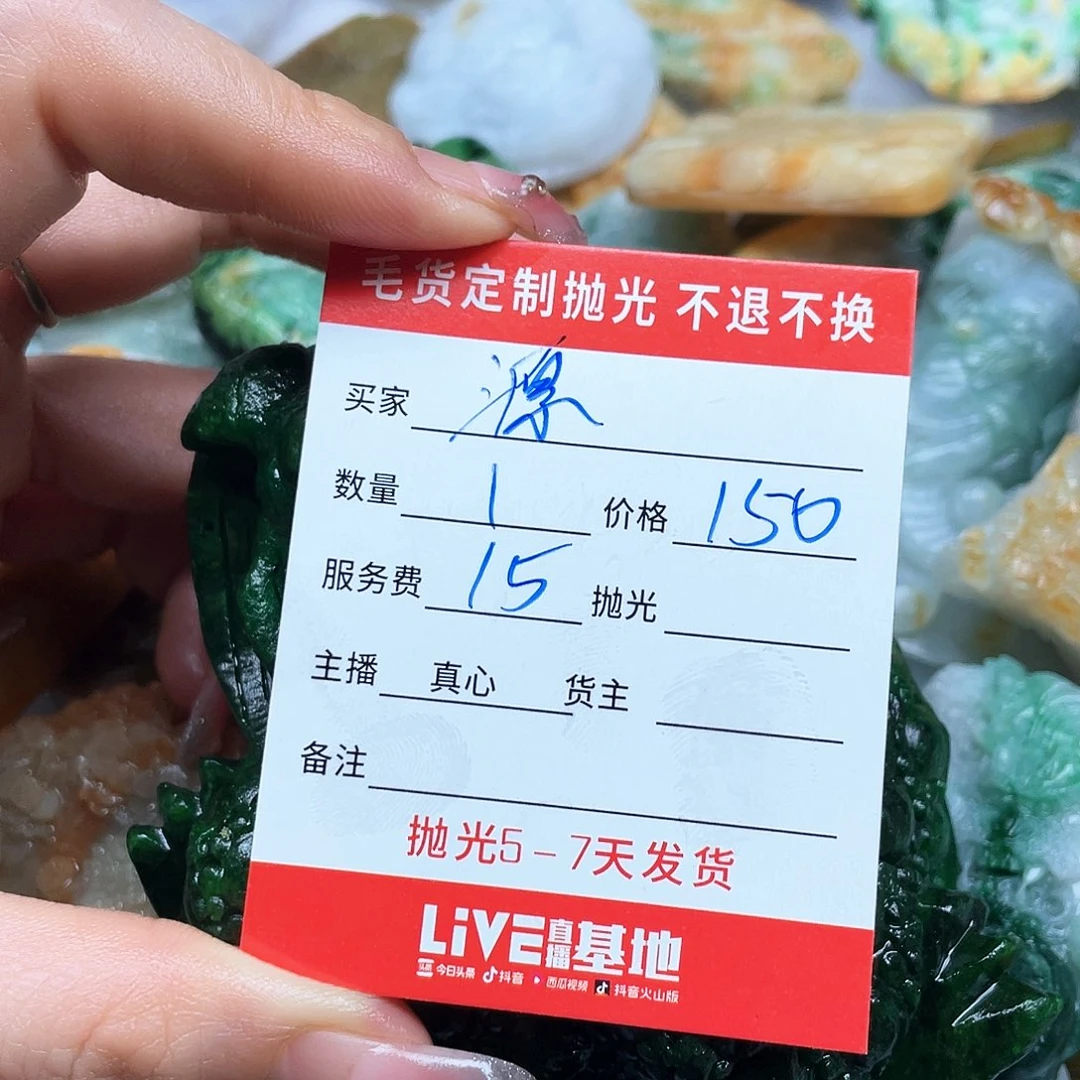 毛货定制抛光 不退不换
买家 源
数量 1 价格 150
服务费 15 抛光
主播 真心 货主
备注
抛光5-7天发货
LiVE直播基地
头条 今日头条 抖音 西瓜视频 抖音火山版